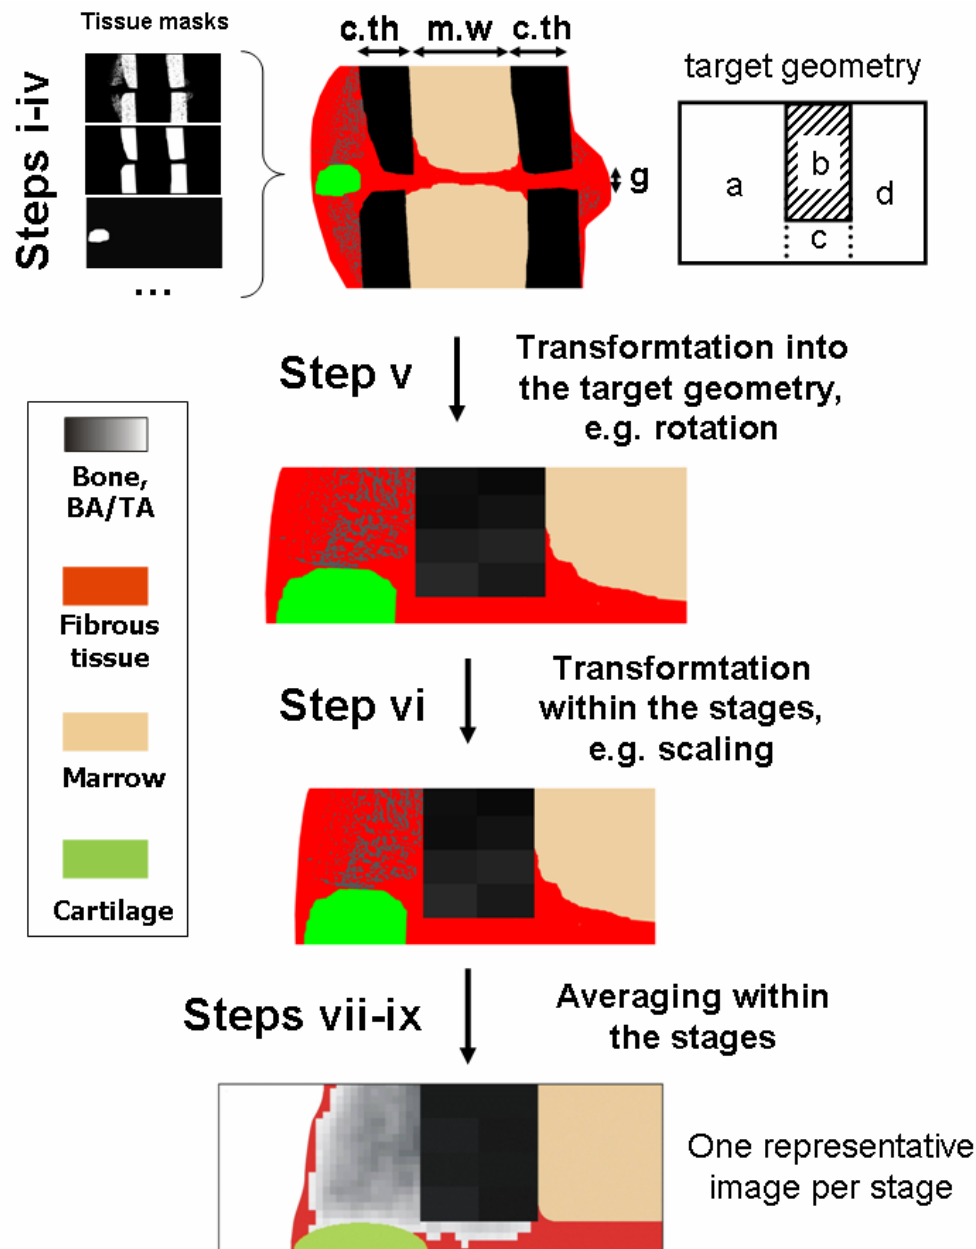 Tissue masks
Steps i-iv
...
c.th
m.w
c.th
g
target geometry
a
b
c
d
Step v
Transformtation into
the target geometry,
e.g. rotation
Bone,
BA/TA
Fibrous
tissue
Marrow
Cartilage
Step vi
Transformtation
within the stages,
e.g. scaling
Steps vii-ix
Averaging within
the stages
One representative
image per stage